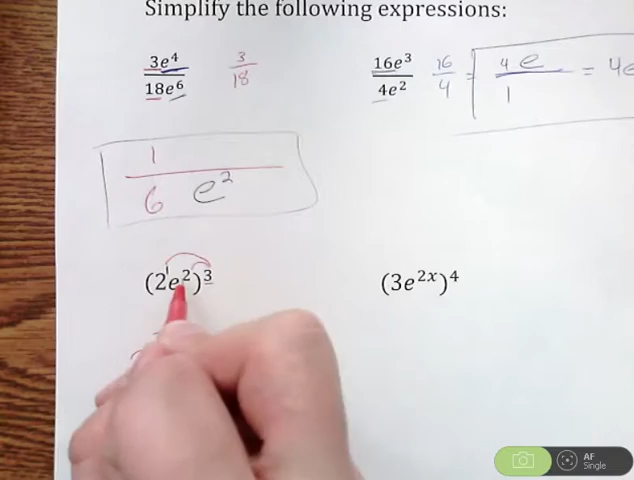 Simplify the following expressions:
3e⁴/18e⁶ 3/18 16e³/4e² 16/4 = 4e/1 = 4e
1/6 e²
(2¹e²)³ (3e²ˣ)⁴
AF
Single